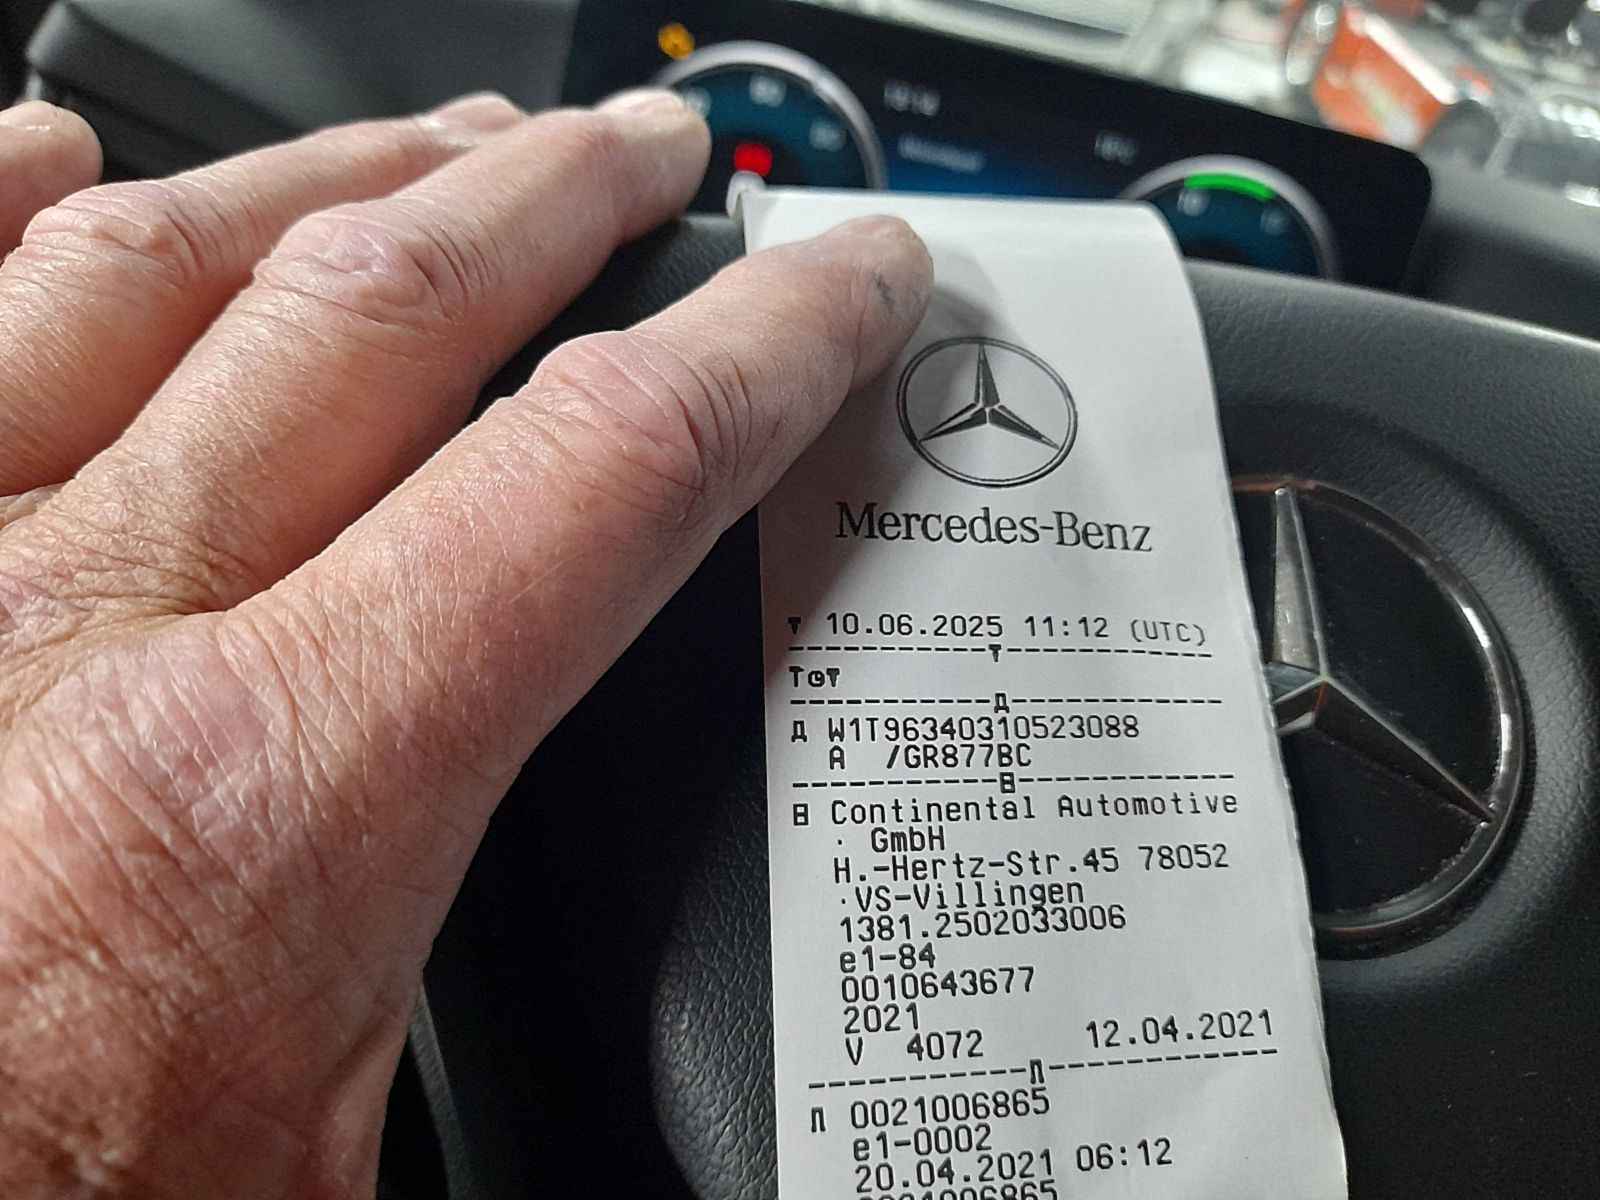 Mercedes-Benz
▼ 10.06.2025 11:12 (UTC)
-----------▼-----------
T⊙▼
-----------Д-----------
Д W1T96340310523088
A /GR877BC
-----------B-----------
B Continental Automotive
· GmbH
H.-Hertz-Str.45 78052
·VS-Villingen
1381.2502033006
e1-84
0010643677
2021
V 4072 12.04.2021
-----------Л-----------
Л 0021006865
e1-0002
20.04.2021 06:12
0021006865